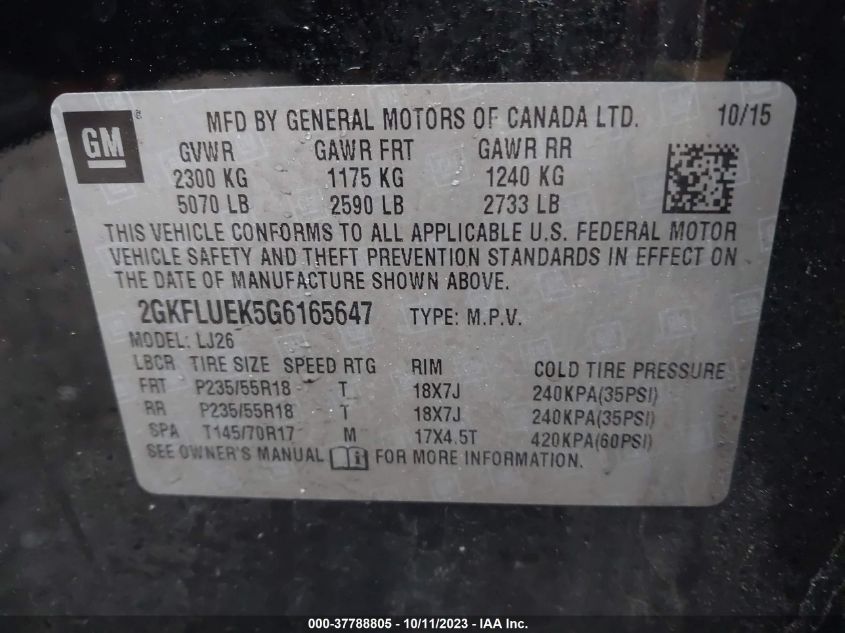 GM
MFD BY GENERAL MOTORS OF CANADA LTD. 10/15
GVWR GAWR FRT GAWR RR
2300 KG 1175 KG 1240 KG
5070 LB 2590 LB 2733 LB
THIS VEHICLE CONFORMS TO ALL APPLICABLE U.S. FEDERAL MOTOR
VEHICLE SAFETY AND THEFT PREVENTION STANDARDS IN EFFECT ON
THE DATE OF MANUFACTURE SHOWN ABOVE.
2GKFLUEK5G6165647 TYPE: M.P.V.
MODEL: LJ26
LBCR TIRE SIZE SPEED RTG RIM COLD TIRE PRESSURE
FRT P235/55R18 T 18X7J 240KPA(35PSI)
RR P235/55R18 T 18X7J 240KPA(35PSI)
SPA T145/70R17 M 17X4.5T 420KPA(60PSI)
SEE OWNER'S MANUAL FOR MORE INFORMATION.
000-37788805 - 10/11/2023 - IAA Inc.